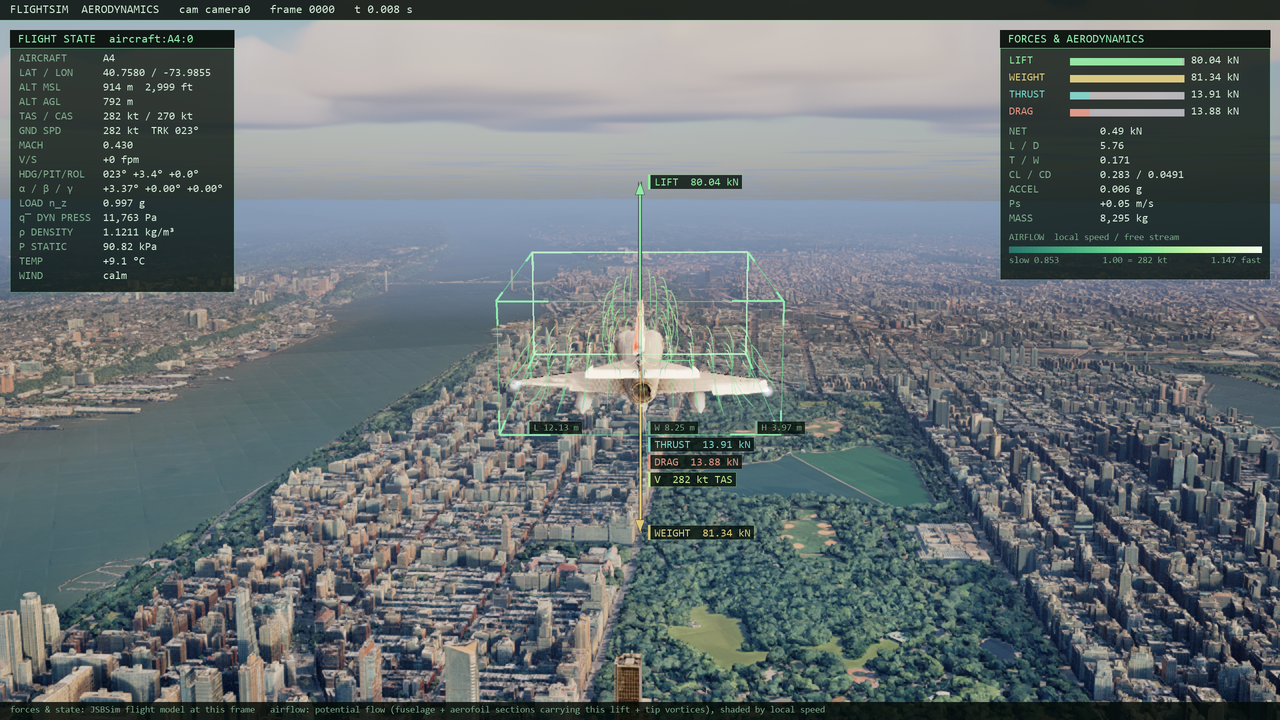 FLIGHTSIM AERODYNAMICS cam camera0 frame 0000 t 0.008 s
FLIGHT STATE aircraft:A4:0
AIRCRAFT A4
LAT / LON 40.7580 / -73.9855
ALT MSL 914 m 2,999 ft
ALT AGL 792 m
TAS / CAS 282 kt / 270 kt
GND SPD 282 kt TRK 023°
MACH 0.430
V/S +0 fpm
HDG/PIT/ROL 023° +3.4° +0.0°
α / β / γ +3.37° +0.00° +0.00°
LOAD n_z 0.997 g
q‾ DYN PRESS 11,763 Pa
ρ DENSITY 1.1211 kg/m³
P STATIC 90.82 kPa
TEMP +9.1 °C
WIND calm
FORCES & AERODYNAMICS
LIFT 80.04 kN
WEIGHT 81.34 kN
THRUST 13.91 kN
DRAG 13.88 kN
NET 0.49 kN
L / D 5.76
T / W 0.171
CL / CD 0.283 / 0.0491
ACCEL 0.006 g
Ps +0.05 m/s
MASS 8,295 kg
AIRFLOW local speed / free stream
slow 0.853 1.00 = 282 kt 1.147 fast
LIFT 80.04 kN
L 12.13 m W 8.25 m H 3.97 m
THRUST 13.91 kN
DRAG 13.88 kN
V 282 kt TAS
WEIGHT 81.34 kN
forces & state: JSBSim flight model at this frame airflow: potential flow (fuselage + aerofoil sections carrying this lift + tip vortices), shaded by local speed